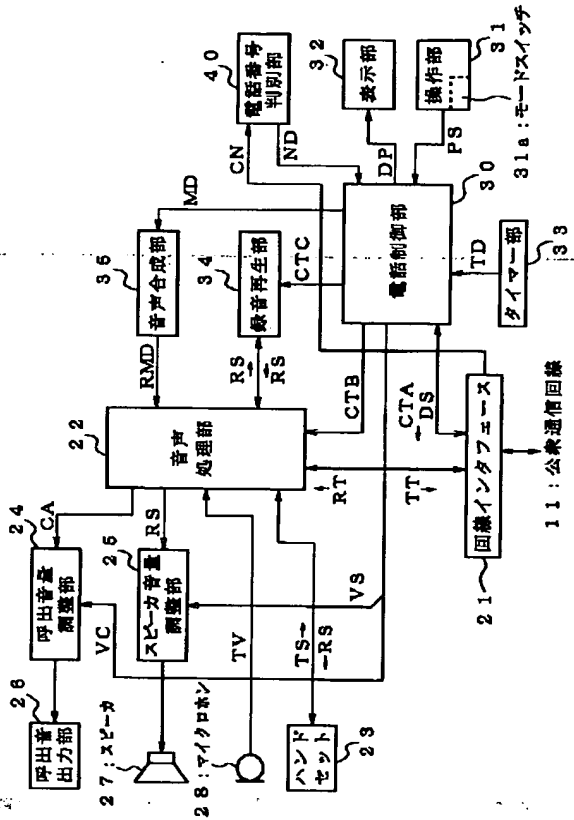 26
呼出音
出力部
24
呼出音量
調整部
CA
VC
27:スピーカ
25
スピーカ音量
調整部
RS
28:マイクロホン
TV
23
ハンド
セット
TS→
←RS
VS
22
音声
処理部
RMD
35
音声合成部
MD
34
録音再生部
RS
RS
CTC
CTB
RT
TT
CTA
DS
21
回線インタフェース
11:公衆通信回線
40
電話番号
判別部
CN
ND
32
表示部
DP
31
操作部
PS
31a:モードスイッチ
30
電話制御部
TD
33
タイマー部